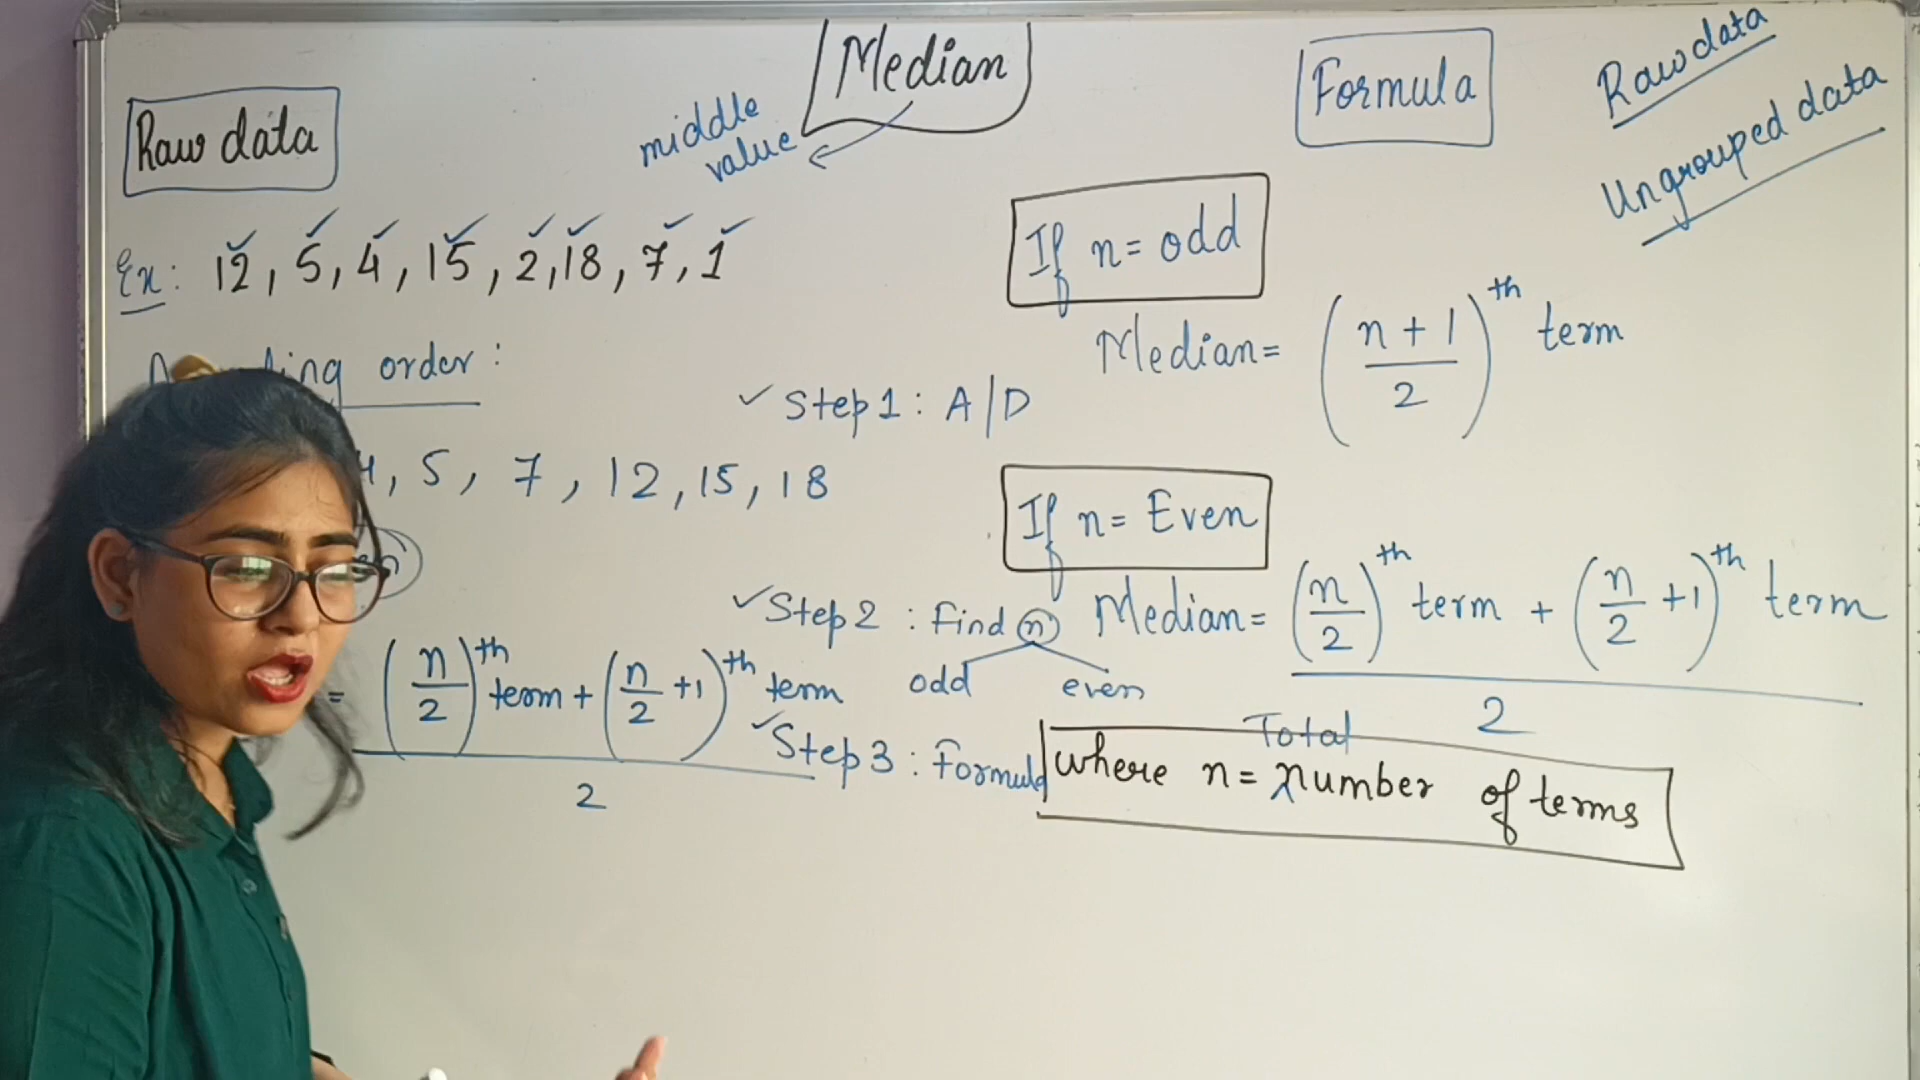 Median
Formula
Raw data
Ungrouped data
middle
value
Raw data
Ex: 12, 5, 4, 15, 2, 18, 7, 1
order:
4, 5, 7, 12, 15, 18
= (n/2)th term + (n/2 +1)th term
2
Step 1: A/D
Step 2: Find n
odd even
Step 3: Formula
If n= odd
Median= (n+1/2)th term
If n= Even
Median= (n/2)th term + (n/2 +1)th term
2
Total
where n= number of terms